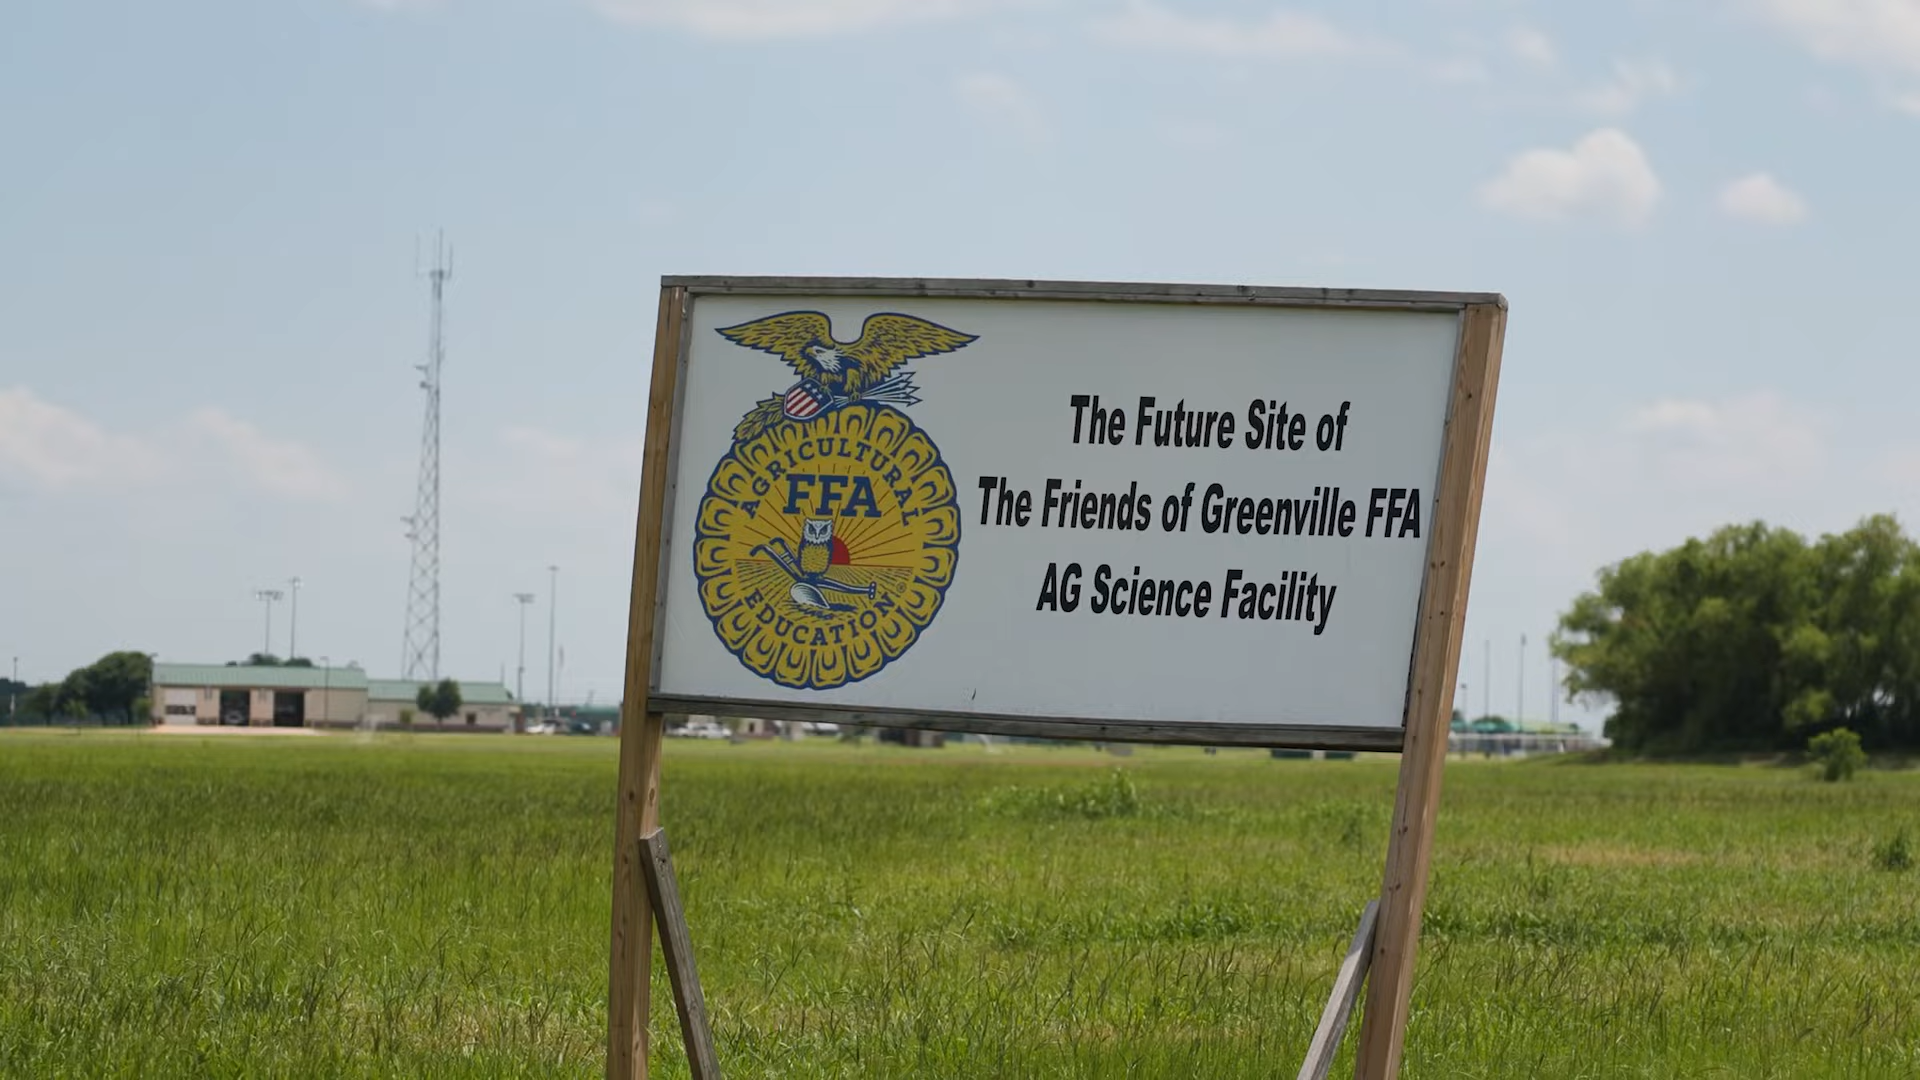 AGRICULTURAL
FFA
EDUCATION
®
The Future Site of
The Friends of Greenville FFA
AG Science Facility